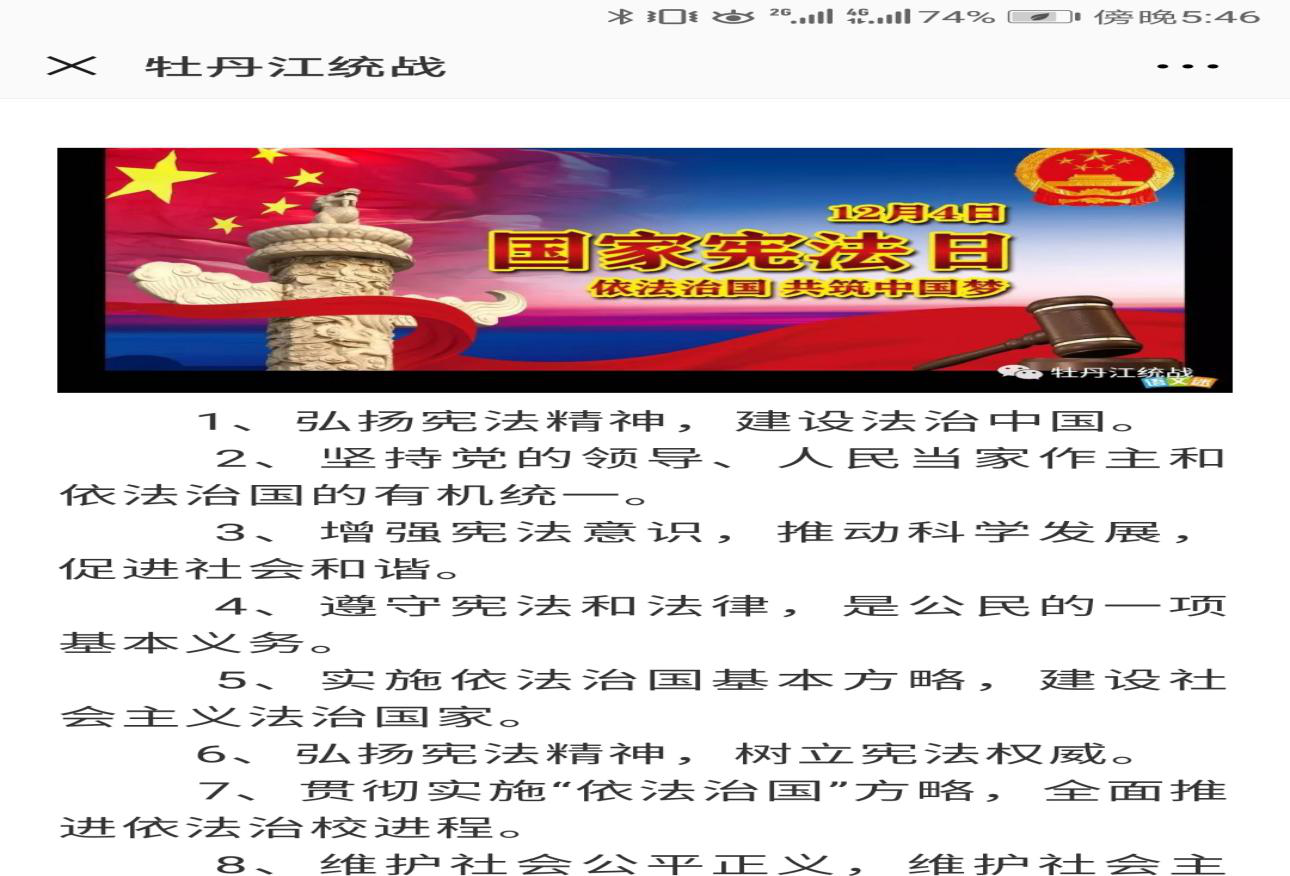 2G 4G 74% 傍晚5:46
牡丹江统战
12月4日
国家宪法日
依法治国 共筑中国梦
牡丹江统战
语文迷
1、弘扬宪法精神，建设法治中国。
2、坚持党的领导、人民当家作主和
依法治国的有机统一。
3、增强宪法意识，推动科学发展，
促进社会和谐。
4、遵守宪法和法律，是公民的一项
基本义务。
5、实施依法治国基本方略，建设社
会主义法治国家。
6、弘扬宪法精神，树立宪法权威。
7、贯彻实施“依法治国”方略，全面推
进依法治校进程。
8、维护社会公平正义，维护社会主